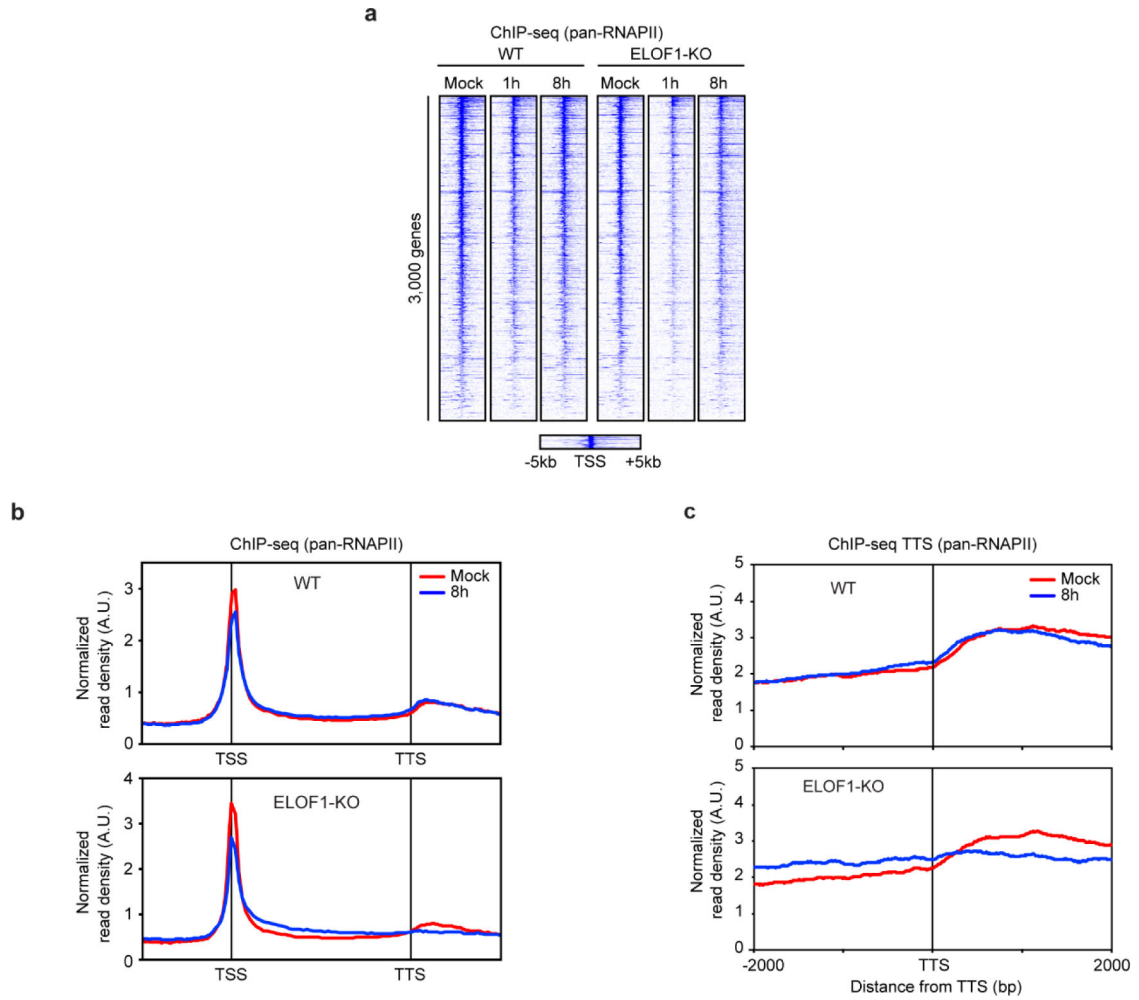 a
ChIP-seq (pan-RNAPII)
WT ELOF1-KO
Mock 1h 8h Mock 1h 8h
3,000 genes
-5kb TSS +5kb
b
ChIP-seq (pan-RNAPII)
Normalized
read density (A.U.)
3
2
1
0
WT
Mock
8h
TSS TTS
Normalized
read density (A.U.)
4
3
2
1
0
ELOF1-KO
TSS TTS
c
ChIP-seq TTS (pan-RNAPII)
Normalized
read density (A.U.)
5
4
3
2
1
0
WT
Mock
8h
Normalized
read density (A.U.)
5
4
3
2
1
0
ELOF1-KO
-2000 TTS 2000
Distance from TTS (bp)